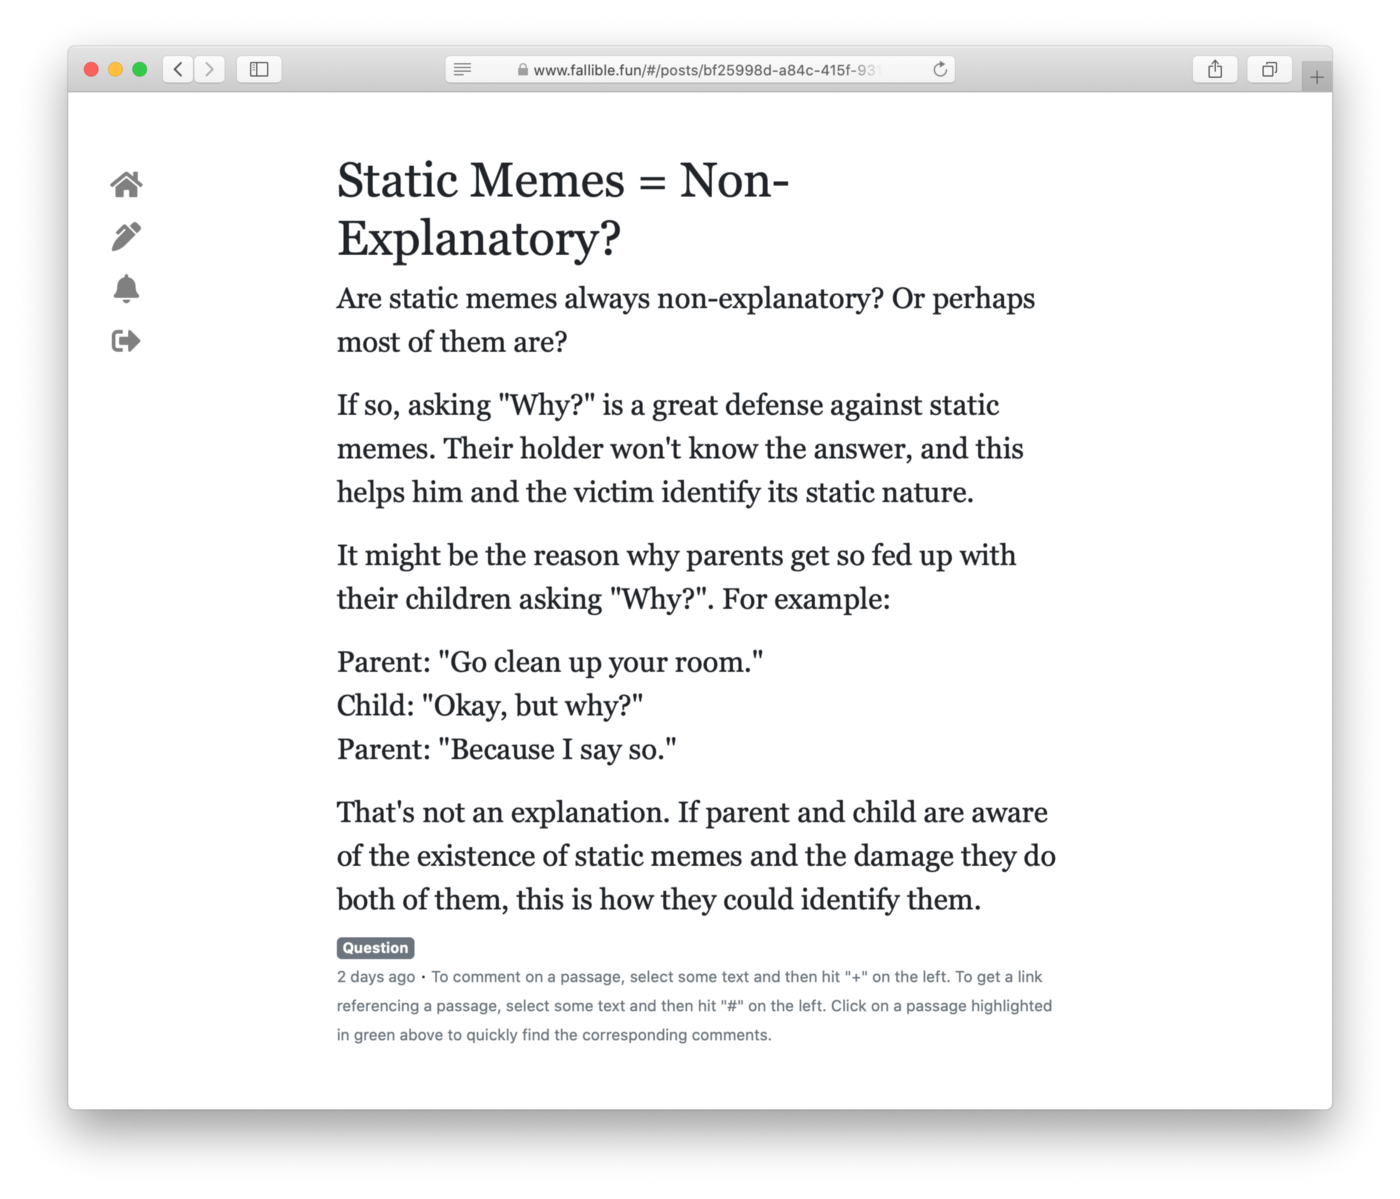 www.fallible.fun/#/posts/bf25998d-a84c-415f-931
Static Memes = Non-
Explanatory?
Are static memes always non-explanatory? Or perhaps
most of them are?
If so, asking "Why?" is a great defense against static
memes. Their holder won't know the answer, and this
helps him and the victim identify its static nature.
It might be the reason why parents get so fed up with
their children asking "Why?". For example:
Parent: "Go clean up your room."
Child: "Okay, but why?"
Parent: "Because I say so."
That's not an explanation. If parent and child are aware
of the existence of static memes and the damage they do
both of them, this is how they could identify them.
Question
2 days ago · To comment on a passage, select some text and then hit "+" on the left. To get a link
referencing a passage, select some text and then hit "#" on the left. Click on a passage highlighted
in green above to quickly find the corresponding comments.